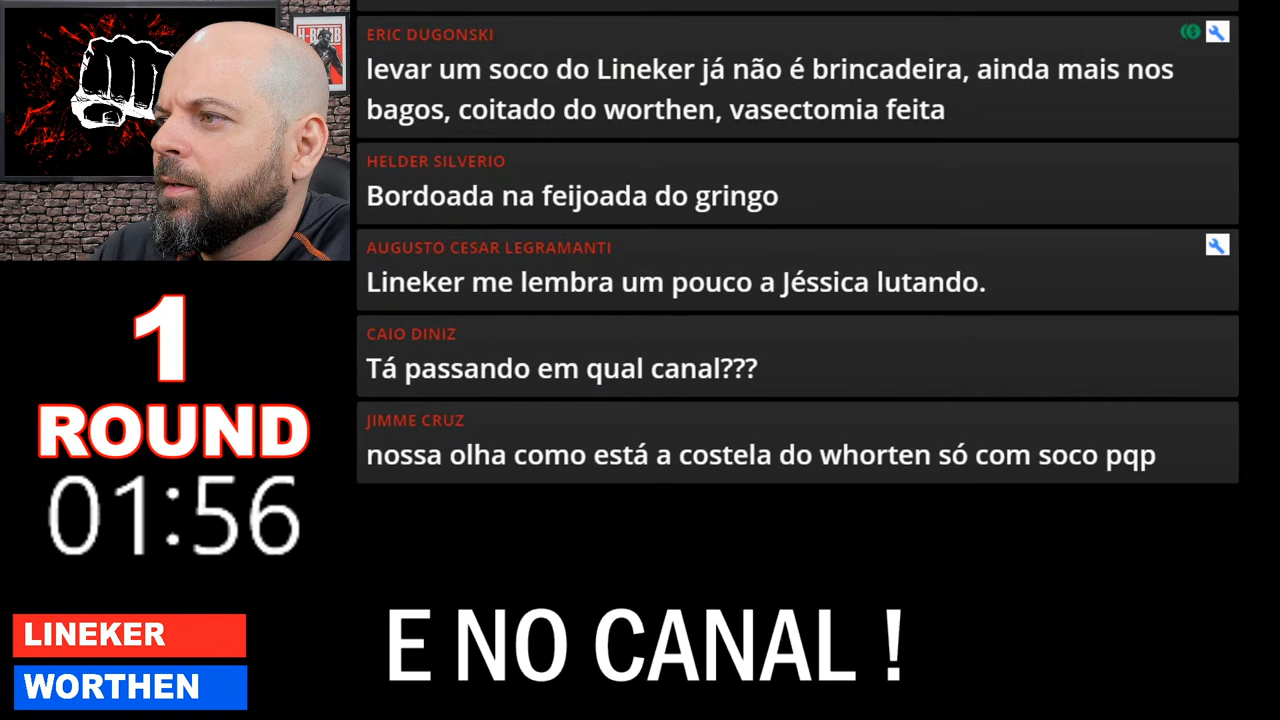 H-BOMB
ERIC DUGONSKI
levar um soco do Lineker já não é brincadeira, ainda mais nos
bagos, coitado do worthen, vasectomia feita
HELDER SILVERIO
Bordoada na feijoada do gringo
AUGUSTO CESAR LEGRAMANTI
Lineker me lembra um pouco a Jéssica lutando.
CAIO DINIZ
Tá passando em qual canal???
JIMME CRUZ
nossa olha como está a costela do whorten só com soco pqp
1
ROUND
01:56
LINEKER
WORTHEN
E NO CANAL !